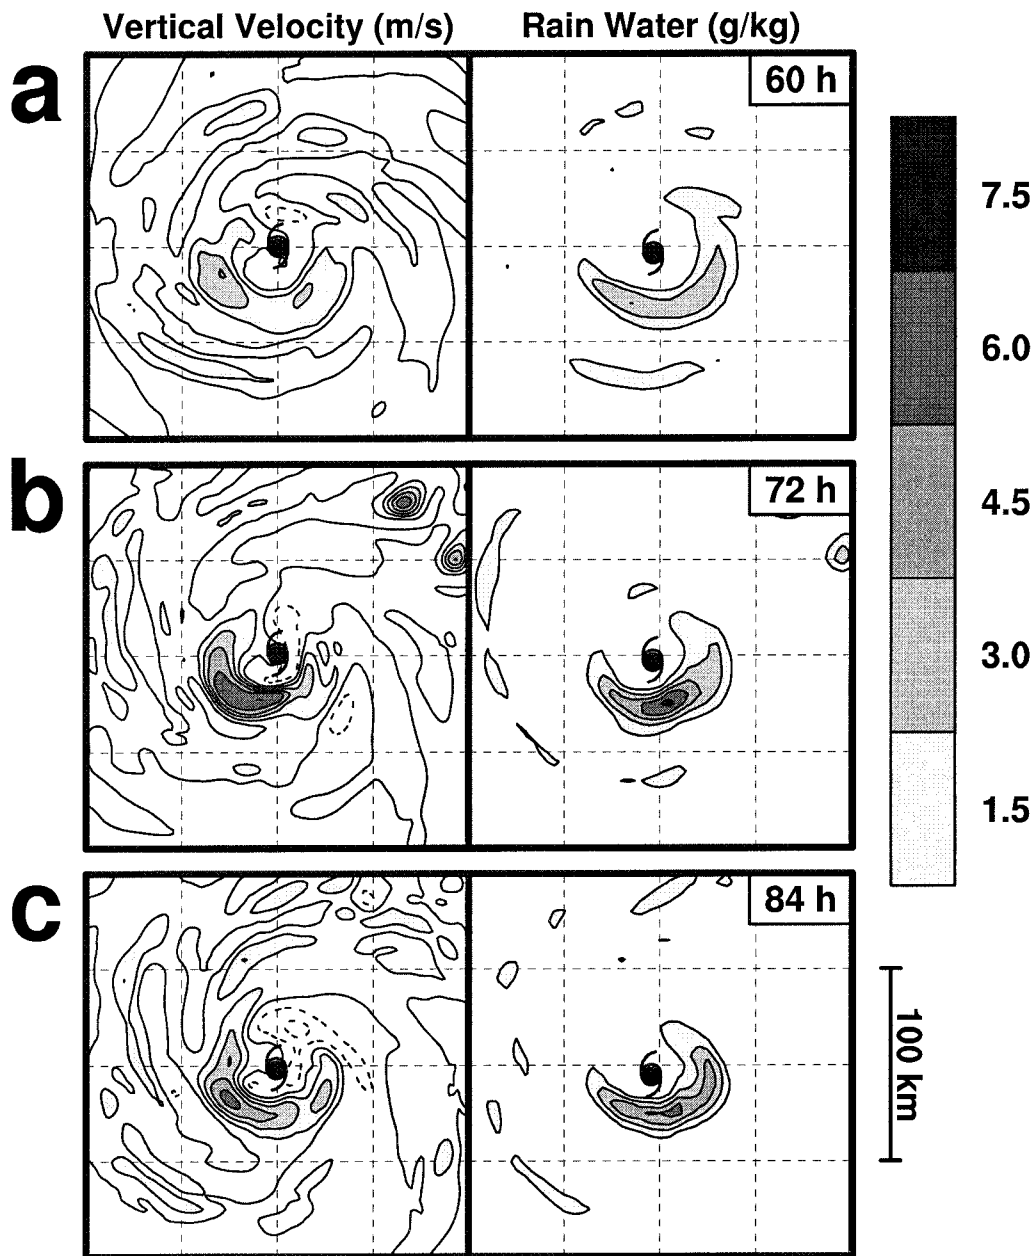 Vertical Velocity (m/s)
Rain Water (g/kg)
a
60 h
7.5
6.0
4.5
3.0
1.5
b
72 h
c
84 h
100 km